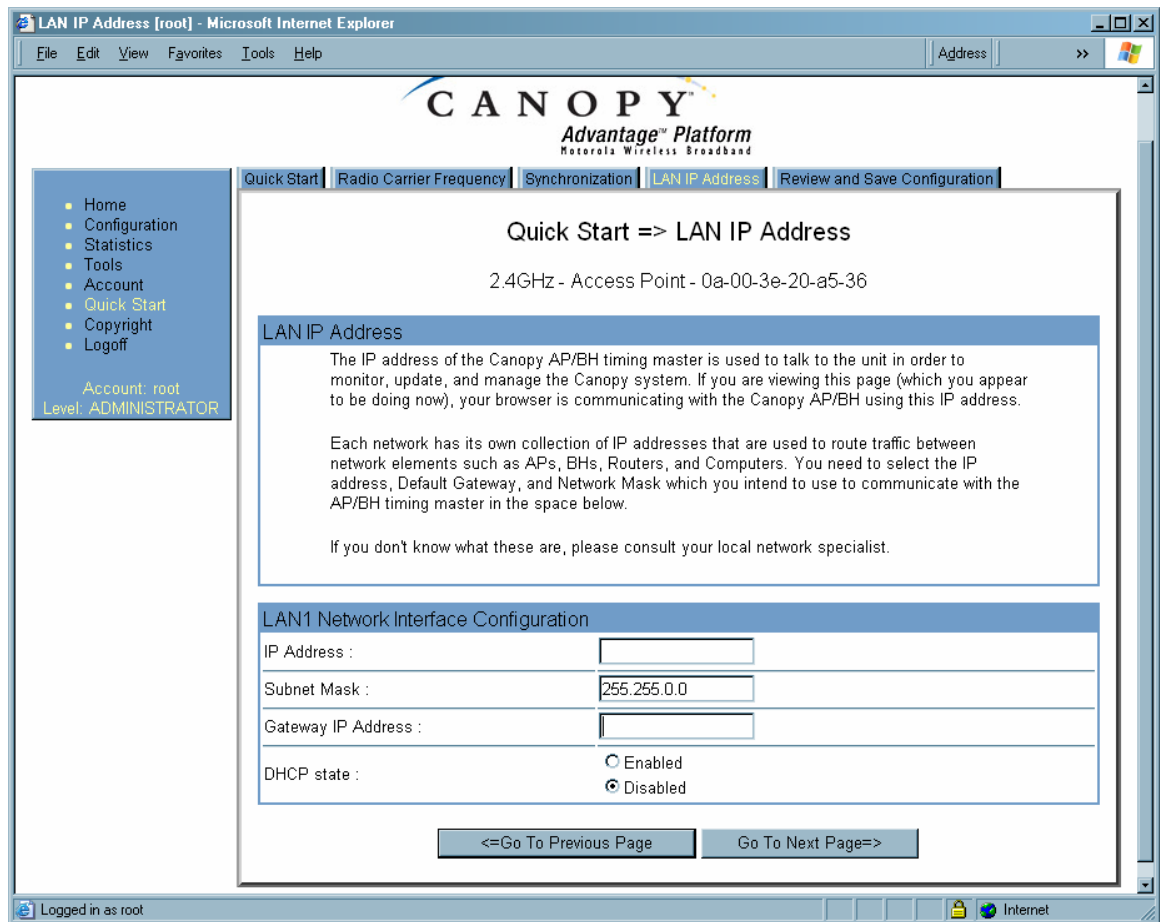 LAN IP Address [root] - Microsoft Internet Explorer
File Edit View Favorites Tools Help Address »
CANOPY™
Advantage™ Platform
Motorola Wireless Broadband
Quick Start Radio Carrier Frequency Synchronization LAN IP Address Review and Save Configuration
Home
Configuration
Statistics
Tools
Account
Quick Start
Copyright
Logoff
Account: root
Level: ADMINISTRATOR
Quick Start => LAN IP Address
2.4GHz - Access Point - 0a-00-3e-20-a5-36
LAN IP Address
The IP address of the Canopy AP/BH timing master is used to talk to the unit in order to
monitor, update, and manage the Canopy system. If you are viewing this page (which you appear
to be doing now), your browser is communicating with the Canopy AP/BH using this IP address.
Each network has its own collection of IP addresses that are used to route traffic between
network elements such as APs, BHs, Routers, and Computers. You need to select the IP
address, Default Gateway, and Network Mask which you intend to use to communicate with the
AP/BH timing master in the space below.
If you don't know what these are, please consult your local network specialist.
LAN1 Network Interface Configuration
IP Address :
Subnet Mask : 255.255.0.0
Gateway IP Address :
DHCP state :
Enabled
Disabled
<=Go To Previous Page Go To Next Page=>
Logged in as root Internet